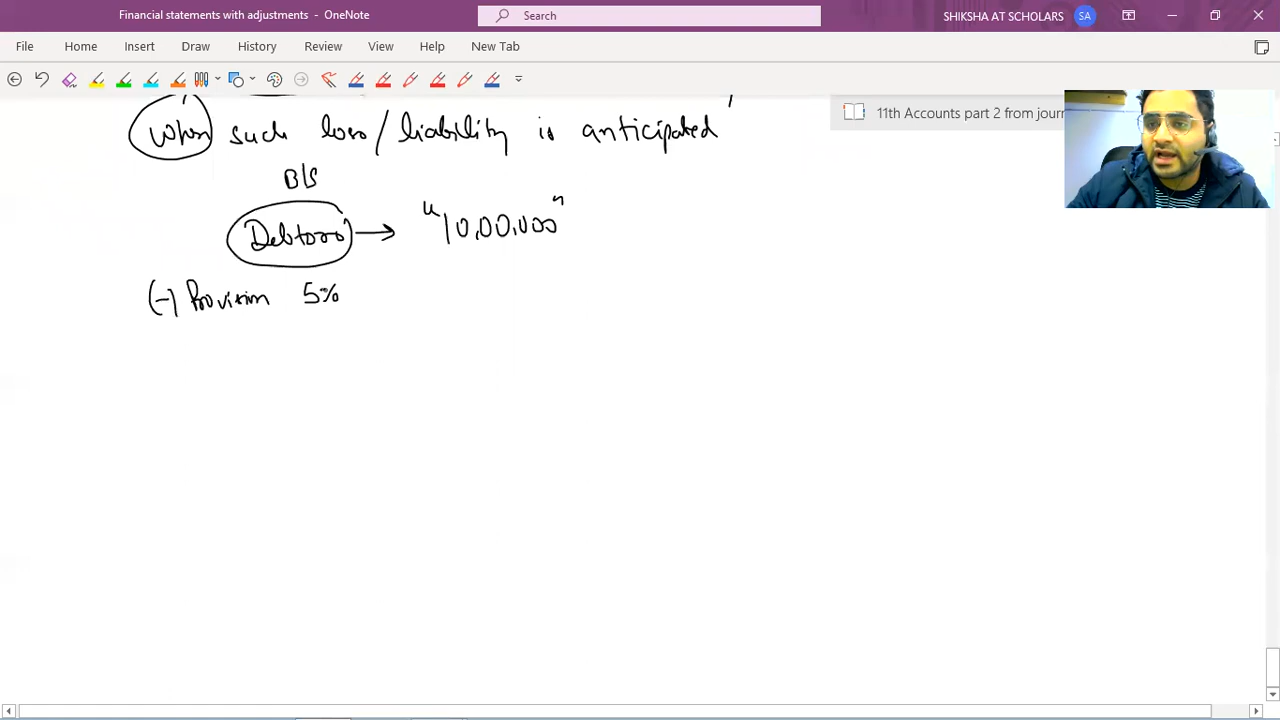 Financial statements with adjustments - OneNote
Search
SHIKSHA AT SCHOLARS SA
File Home Insert Draw History Review View Help New Tab
11th Accounts part 2 from journ
When such loss/liability is anticipated
B/S
Debtors → "10,00,000"
(-) Provision 5%